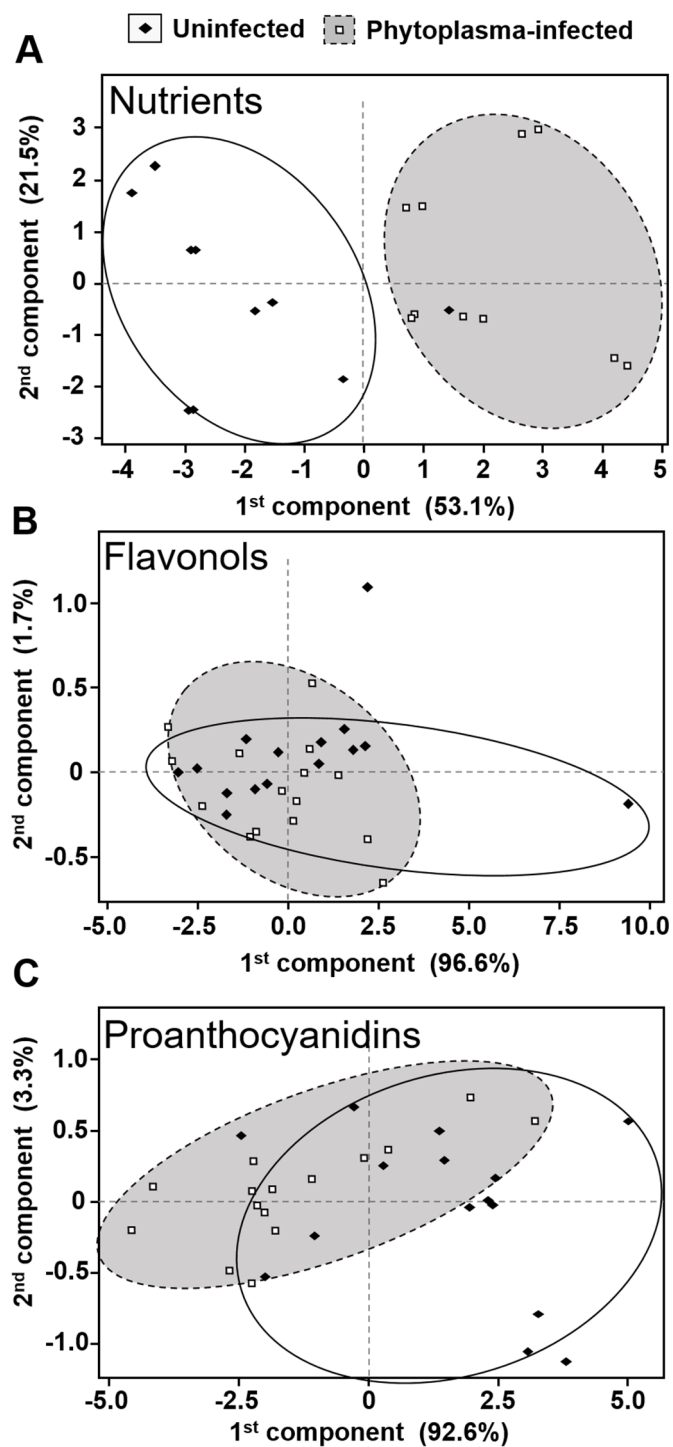 Uninfected Phytoplasma-infected
A
Nutrients
2nd component (21.5%)
3
2
1
0
-1
-2
-3
-4 -3 -2 -1 0 1 2 3 4 5
1st component (53.1%)
B
Flavonols
2nd component (1.7%)
1.0
0.5
0
-0.5
-5.0 -2.5 0.0 2.5 5.0 7.5 10.0
1st component (96.6%)
C
Proanthocyanidins
2nd component (3.3%)
1.0
0.5
0
-0.5
-1.0
-5.0 -2.5 0 2.5 5.0
1st component (92.6%)